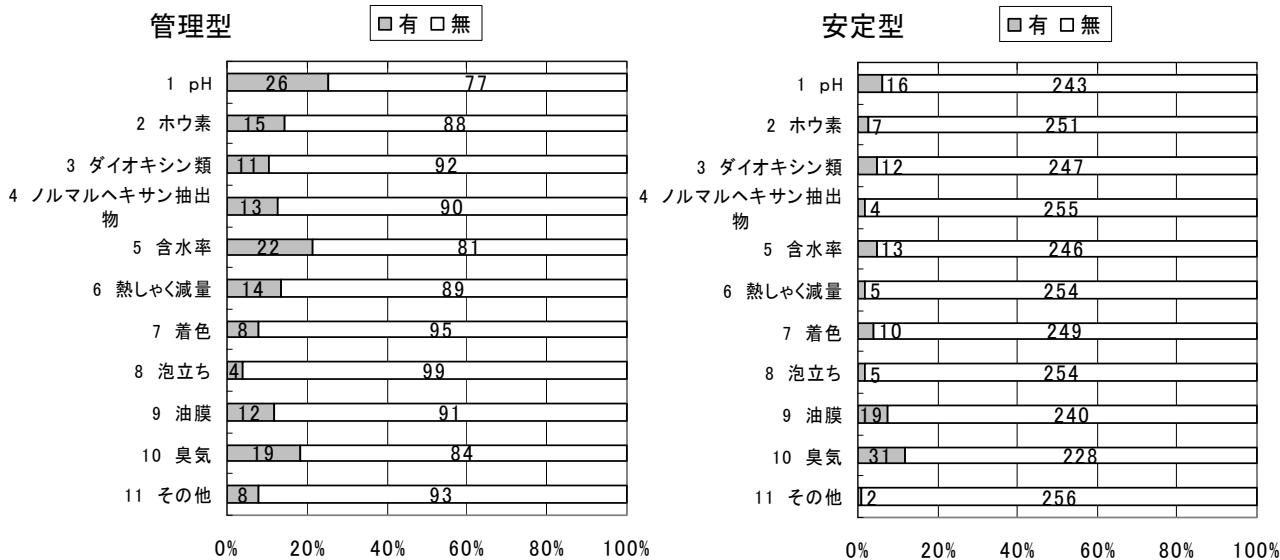 管理型
有 無
1 pH
26 77
2 ホウ素
15 88
3 ダイオキシン類
11 92
4 ノルマルヘキサン抽出
物
13 90
5 含水率
22 81
6 熱しゃく減量
14 89
7 着色
8 95
8 泡立ち
4 99
9 油膜
12 91
10 臭気
19 84
11 その他
8 93
0% 20% 40% 60% 80% 100%
安定型
有 無
1 pH
16 243
2 ホウ素
7 251
3 ダイオキシン類
12 247
4 ノルマルヘキサン抽出
物
4 255
5 含水率
13 246
6 熱しゃく減量
5 254
7 着色
10 249
8 泡立ち
5 254
9 油膜
19 240
10 臭気
31 228
11 その他
2 256
0% 20% 40% 60% 80% 100%